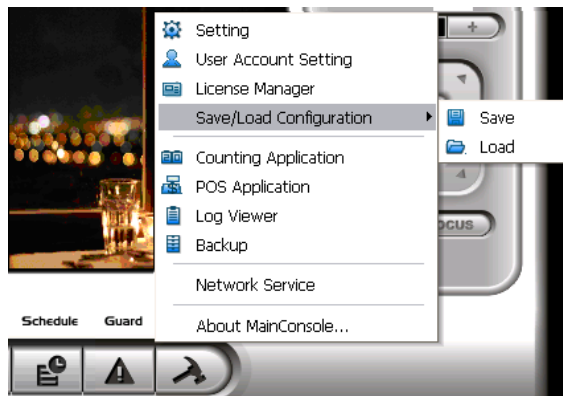 Setting
User Account Setting
License Manager
Save/Load Configuration
Save
Load
Counting Application
POS Application
Log Viewer
Backup
Network Service
About MainConsole...
Schedule Guard